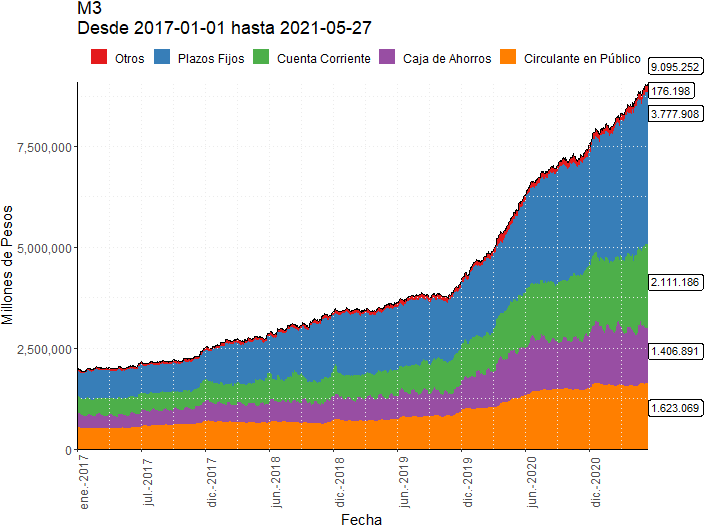 M3
Desde 2017-01-01 hasta 2021-05-27
Otros Plazos Fijos Cuenta Corriente Caja de Ahorros Circulante en Público
9.095.252
176.198
3.777.908
2.111.186
1.406.891
1.623.069
7,500,000
5,000,000
2,500,000
0
Millones de Pesos
ene.-2017
jul.-2017
dic.-2017
jun.-2018
dic.-2018
jun.-2019
dic.-2019
jun.-2020
dic.-2020
Fecha